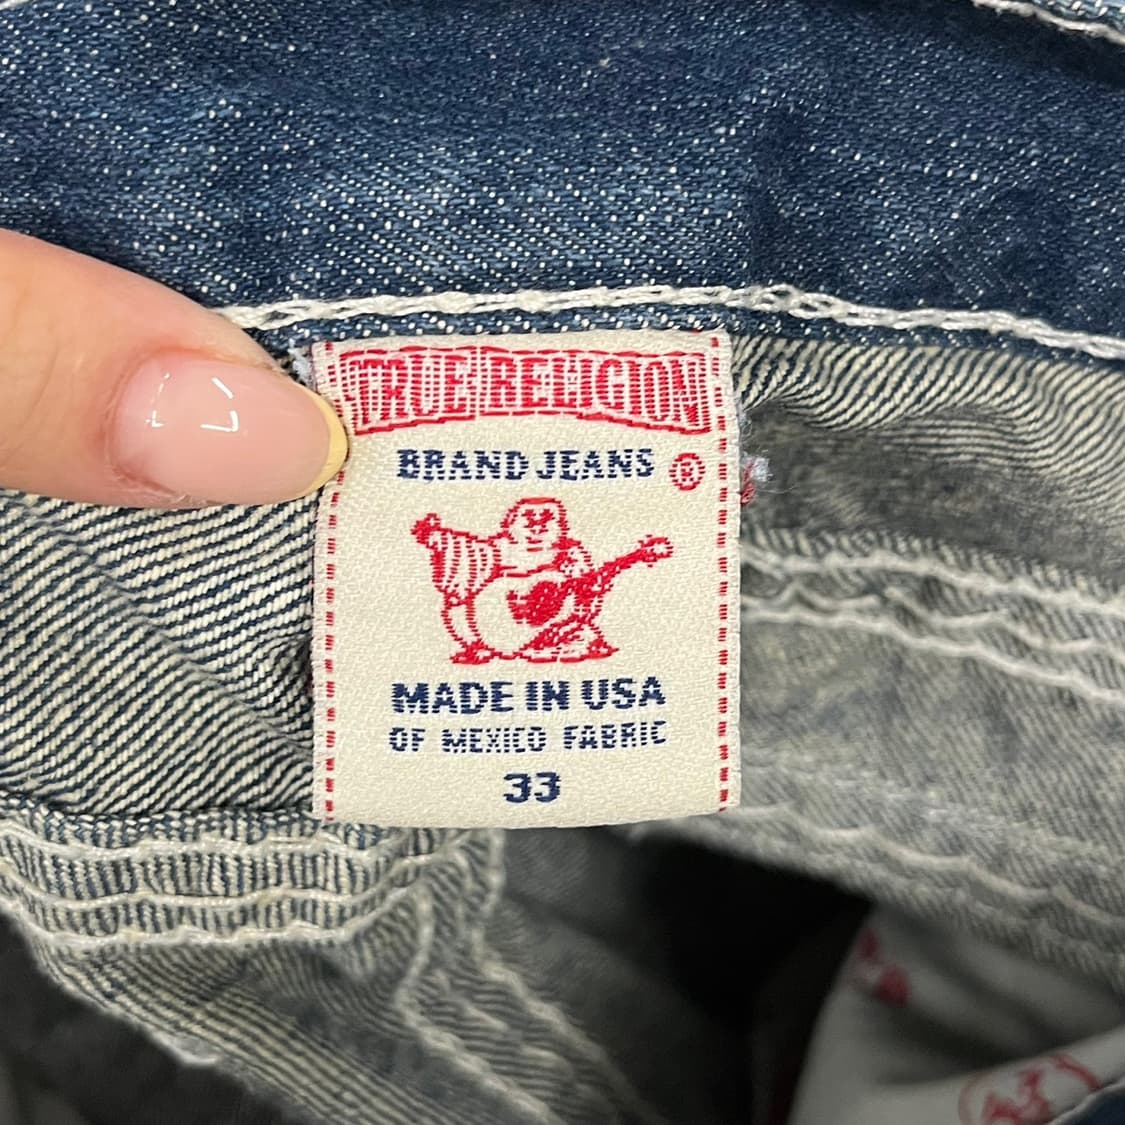 TRUE RELIGION
BRAND JEANS ®
MADE IN USA
OF MEXICO FABRIC
33